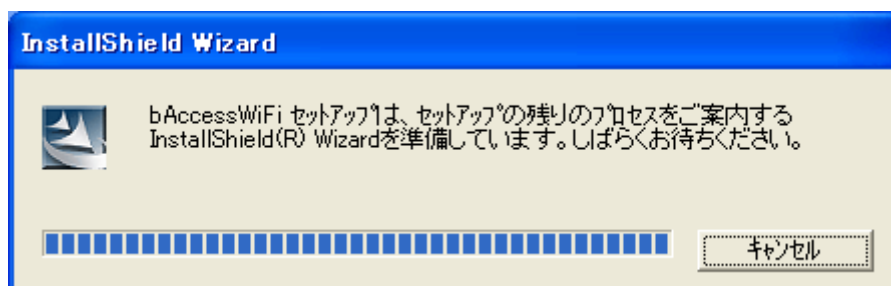 InstallShield Wizard
bAccessWiFi セットアップは、セットアップの残りのプロセスをご案内する
InstallShield(R) Wizardを準備しています。しばらくお待ちください。
キャンセル